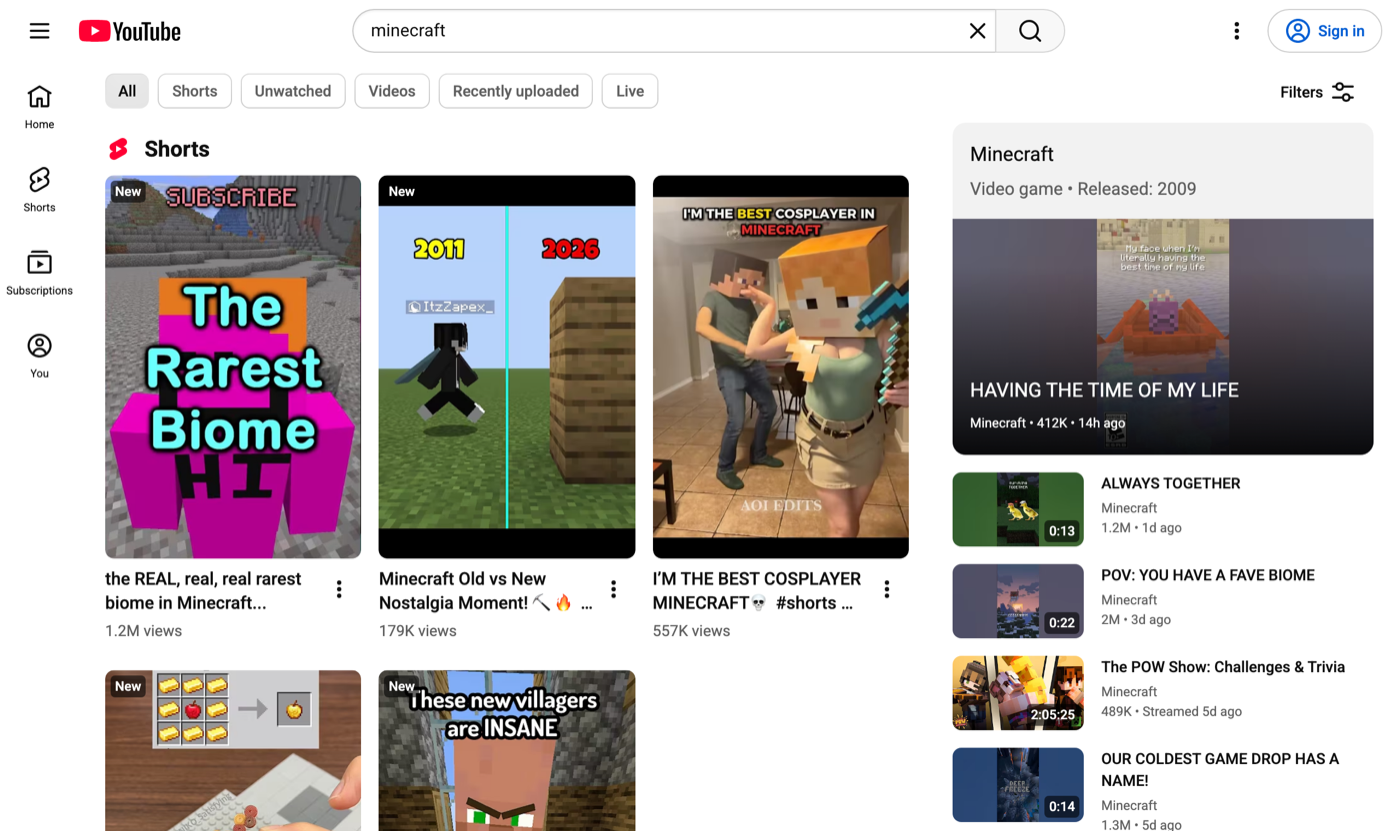 YouTube
minecraft
Sign in
Home
Shorts
Subscriptions
You
All
Shorts
Unwatched
Videos
Recently uploaded
Live
Filters
Shorts
New
SUBSCRIBE
The
Rarest
Biome
HI
the REAL, real, real rarest
biome in Minecraft...
1.2M views
New
2011
2026
ItzZapex_
Minecraft Old vs New
Nostalgia Moment! ⛏️🔥 ...
179K views
I'M THE BEST COSPLAYER IN
MINECRAFT
AOI EDITS
I'M THE BEST COSPLAYER
MINECRAFT💀 #shorts ...
557K views
New
New
These new villagers
are INSANE
Minecraft
Video game • Released: 2009
My face when I'm
literally having the
best time of my life
HAVING THE TIME OF MY LIFE
Minecraft • 412K • 14h ago
0:13
ALWAYS TOGETHER
Minecraft
1.2M • 1d ago
0:22
POV: YOU HAVE A FAVE BIOME
Minecraft
2M • 3d ago
2:05:25
The POW Show: Challenges & Trivia
Minecraft
489K • Streamed 5d ago
DEEP
FREEZE
0:14
OUR COLDEST GAME DROP HAS A
NAME!
Minecraft
1.3M • 5d ago